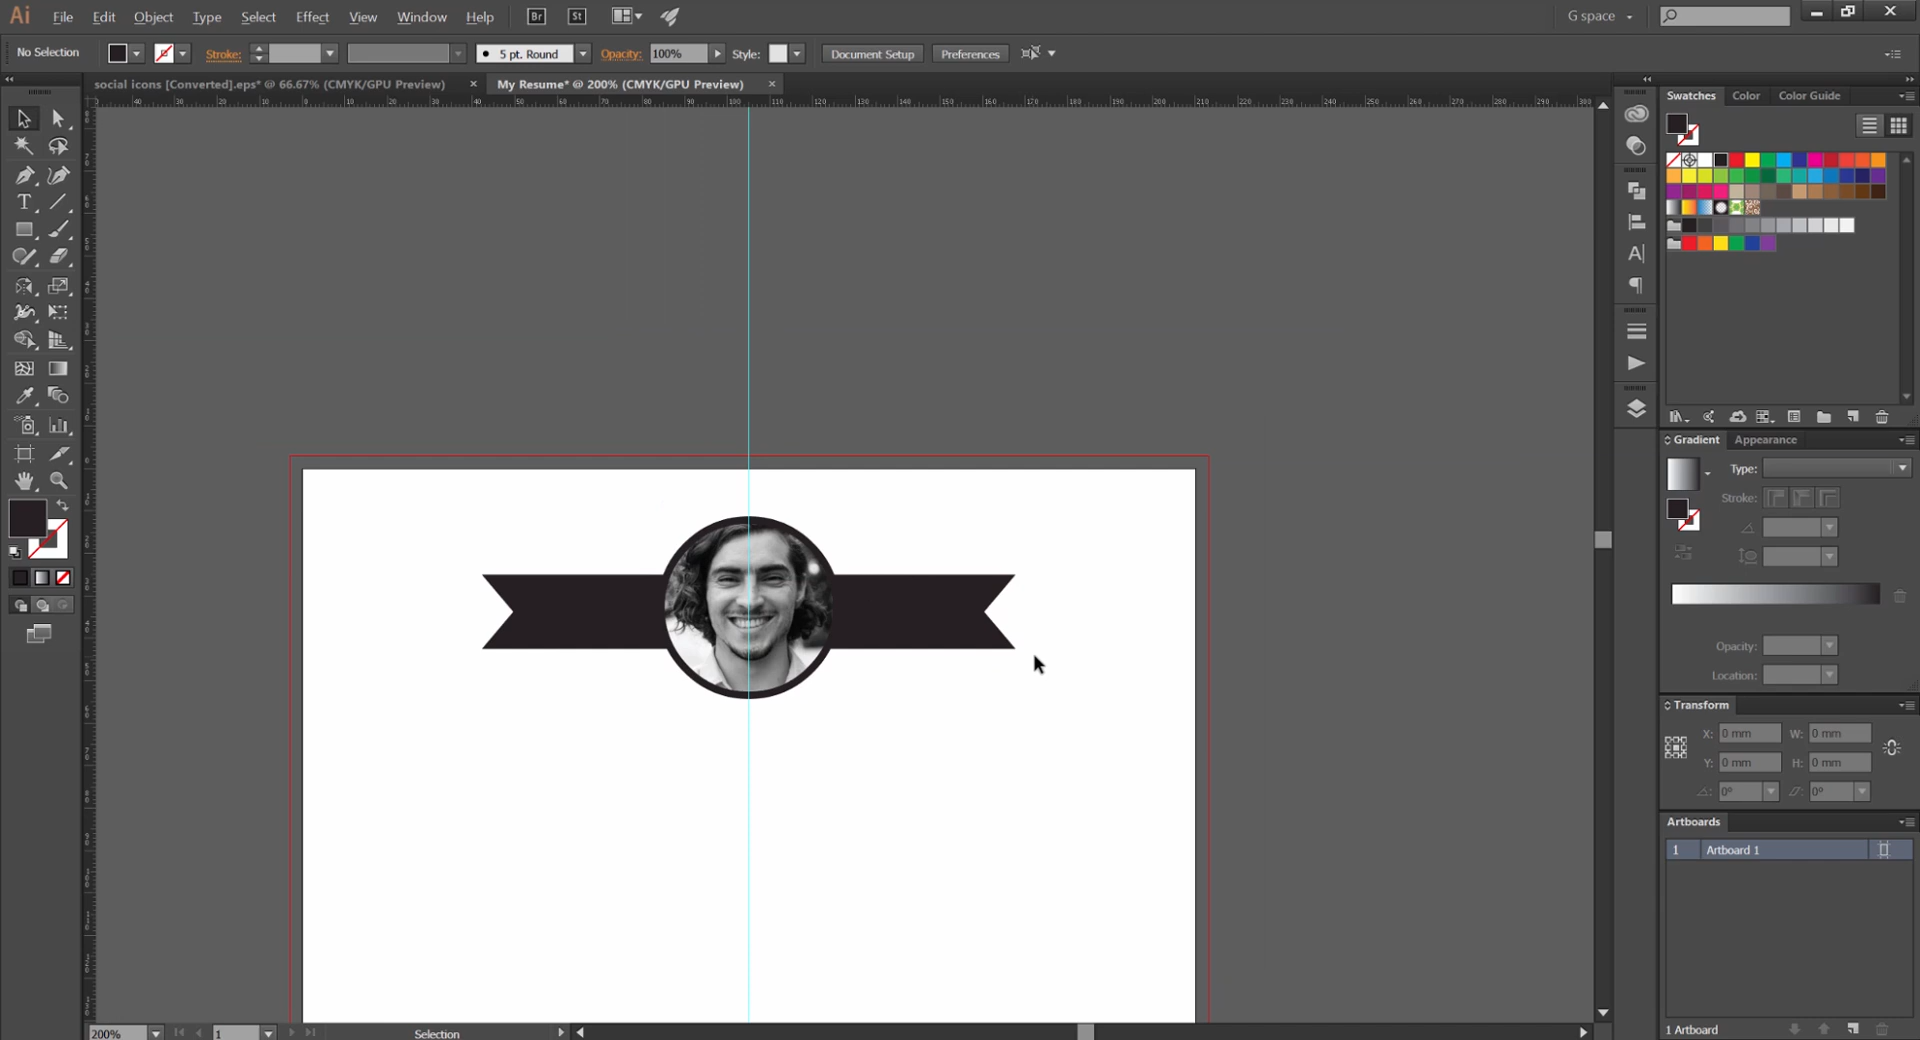 Ai File Edit Object Type Select Effect View Window Help Br St G space
No Selection Stroke: 5 pt. Round Opacity: 100% Style: Document Setup Preferences
social icons [Converted].eps* @ 66.67% (CMYK/GPU Preview) × My Resume* @ 200% (CMYK/GPU Preview) ×
Swatches Color Color Guide
Gradient Appearance
Type:
Stroke:
Opacity:
Location:
Transform
X: 0 mm W: 0 mm
Y: 0 mm H: 0 mm
0° 0°
Artboards
1 Artboard 1
1 Artboard
200% 1 Selection